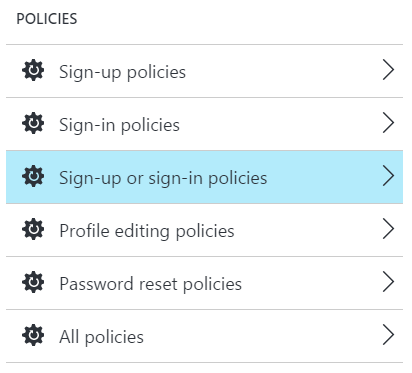 POLICIES
Sign-up policies
Sign-in policies
Sign-up or sign-in policies
Profile editing policies
Password reset policies
All policies